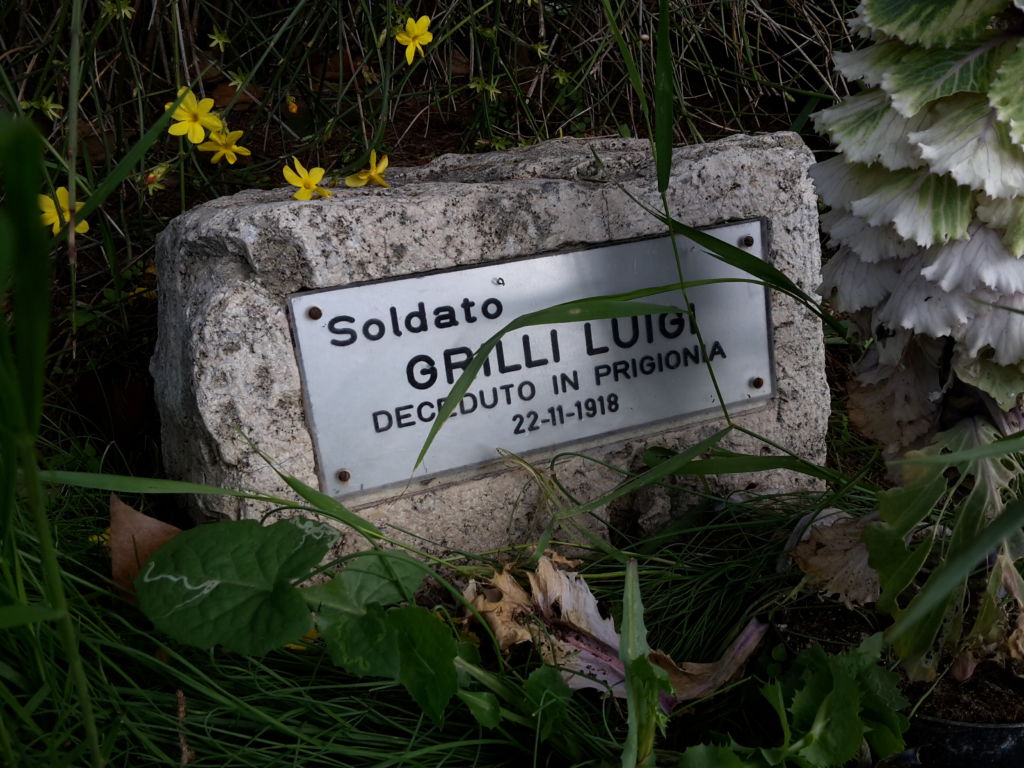 Soldato
GRILLI LUIGI
DECEDUTO IN PRIGIONIA
22-11-1918